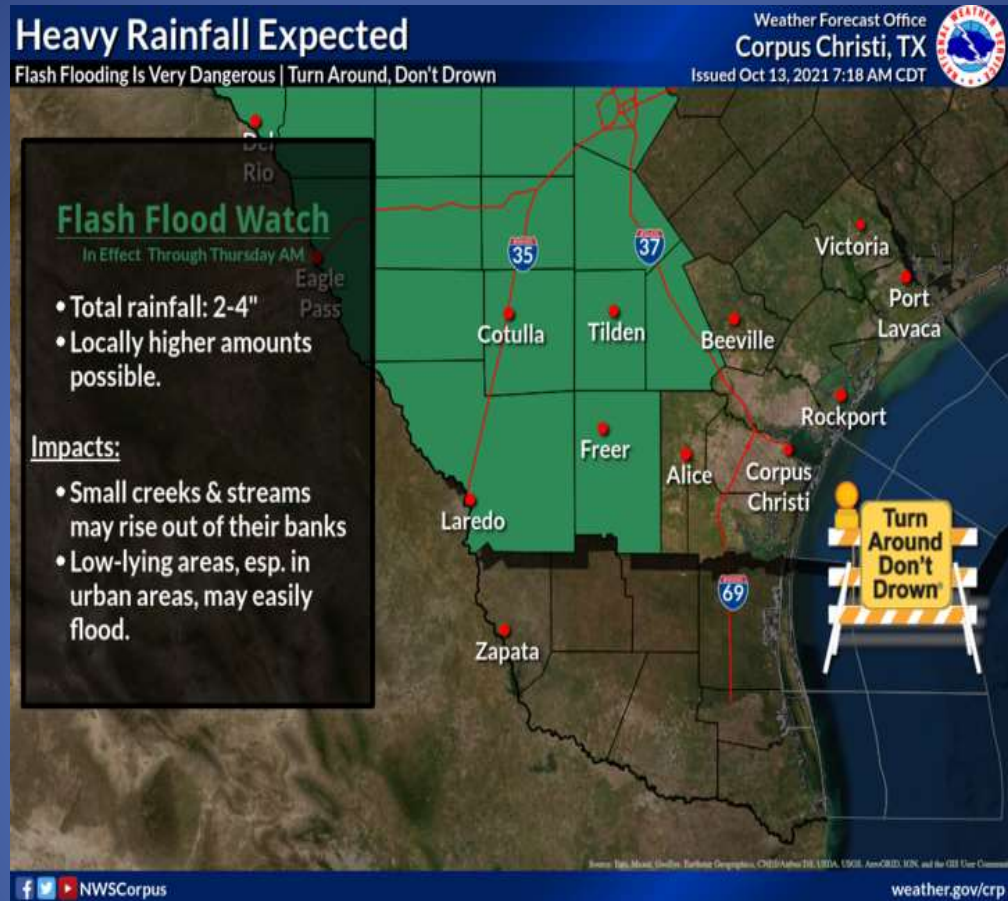 Heavy Rainfall Expected
Flash Flooding Is Very Dangerous | Turn Around, Don't Drown
Weather Forecast Office
Corpus Christi, TX
Issued Oct 13, 2021 7:18 AM CDT
NATIONAL WEATHER SERVICE
Flash Flood Watch
In Effect Through Thursday AM
• Total rainfall: 2-4"
• Locally higher amounts
possible.
Impacts:
• Small creeks & streams
may rise out of their banks
• Low-lying areas, esp. in
urban areas, may easily
flood.
Del
Rio
Eagle
Pass
35
37
Cotulla
Tilden
Beeville
Victoria
Port
Lavaca
Rockport
Freer
Alice
Corpus
Christi
Laredo
69
Zapata
Turn
Around
Don't
Drown®
NWSCorpus
weather.gov/crp